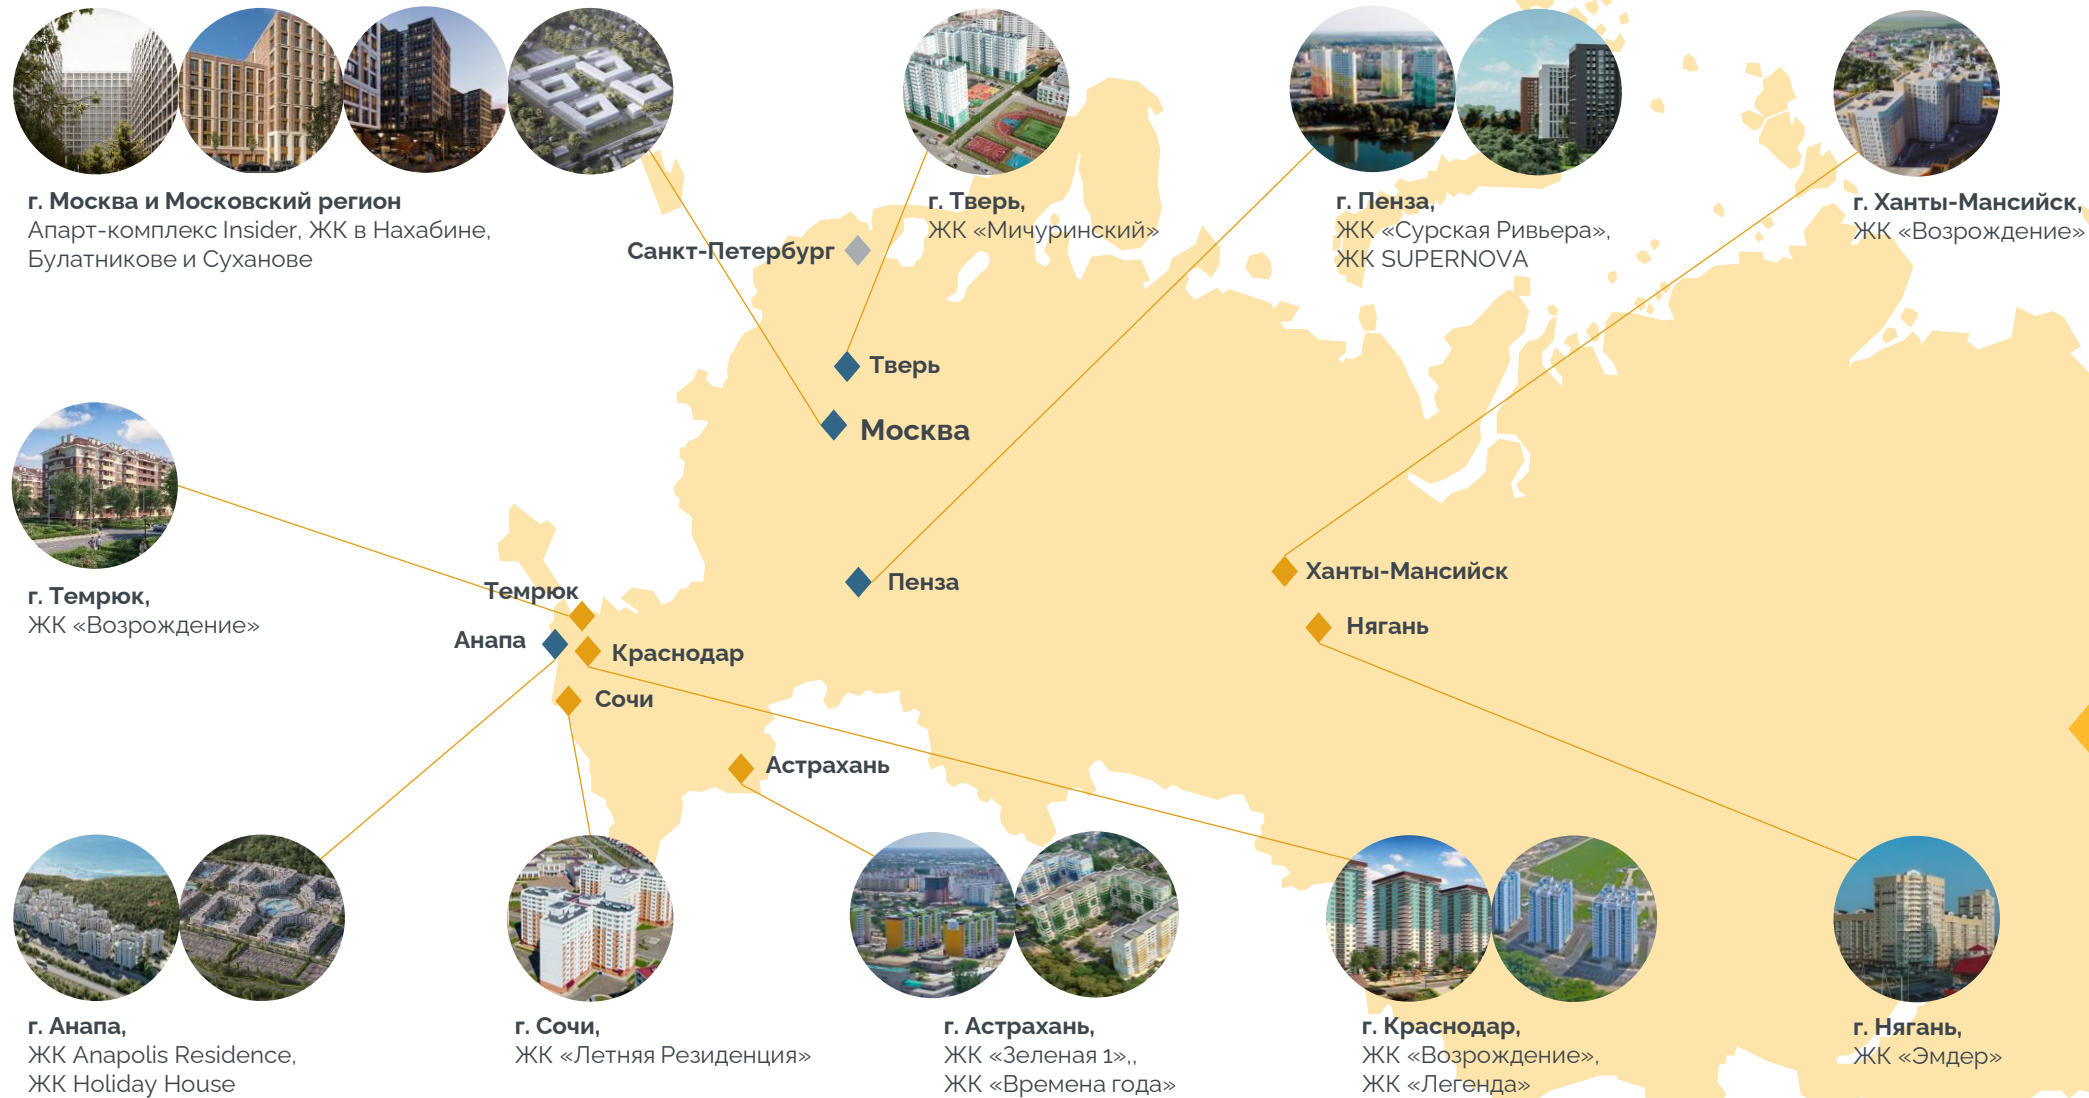 г. Москва и Московский регион
Апарт-комплекс Insider, ЖК в Нахабине,
Булатникове и Суханове
г. Тверь,
ЖК «Мичуринский»
г. Пенза,
ЖК «Сурская Ривьера»,
ЖК SUPERNOVA
г. Ханты-Мансийск,
ЖК «Возрождение»
Санкт-Петербург
Тверь
Москва
Пенза
Ханты-Мансийск
Нягань
г. Темрюк,
ЖК «Возрождение»
Темрюк
Анапа
Краснодар
Сочи
Астрахань
г. Анапа,
ЖК Anapolis Residence,
ЖК Holiday House
г. Сочи,
ЖК «Летняя Резиденция»
г. Астрахань,
ЖК «Зеленая 1»,,
ЖК «Времена года»
г. Краснодар,
ЖК «Возрождение»,
ЖК «Легенда»
г. Нягань,
ЖК «Эмдер»